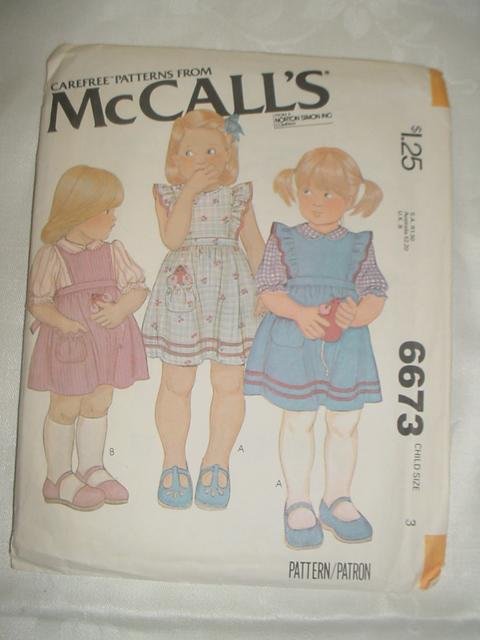 CAREFREE PATTERNS FROM
McCALL'S
NORTON SIMON INC
COMPANY
$1.25
6673
CHILD SIZE
3
B
A
A
PATTERN/PATRON